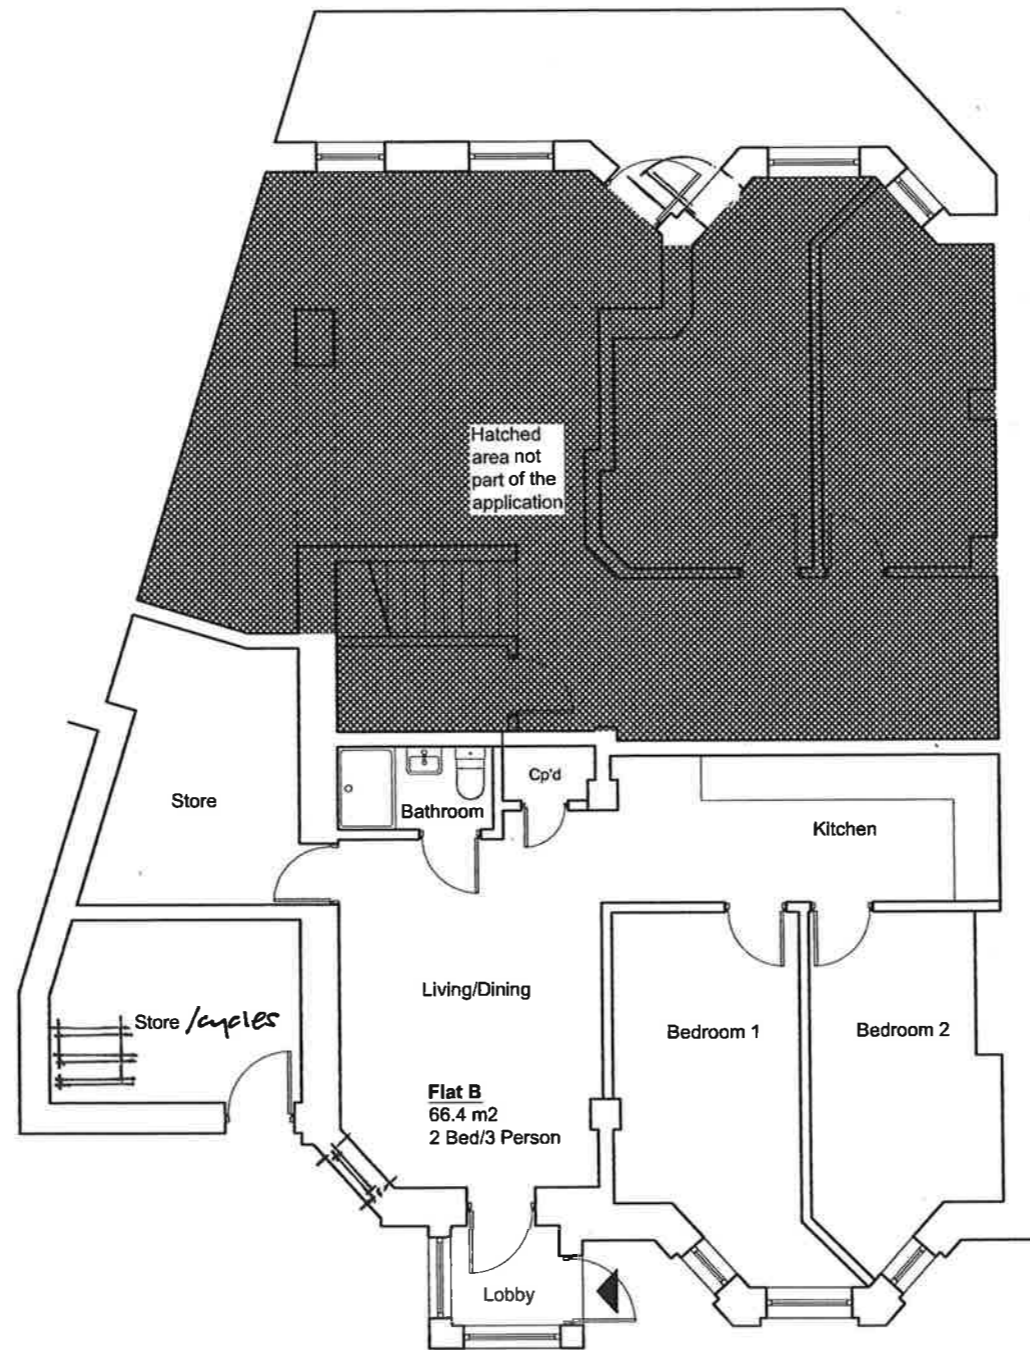 Hatched
area not
part of the
application
Cp'd
Bathroom
Store
Kitchen
Living/Dining
Store /cycles
Bedroom 1
Bedroom 2
Flat B
66.4 m2
2 Bed/3 Person
Lobby